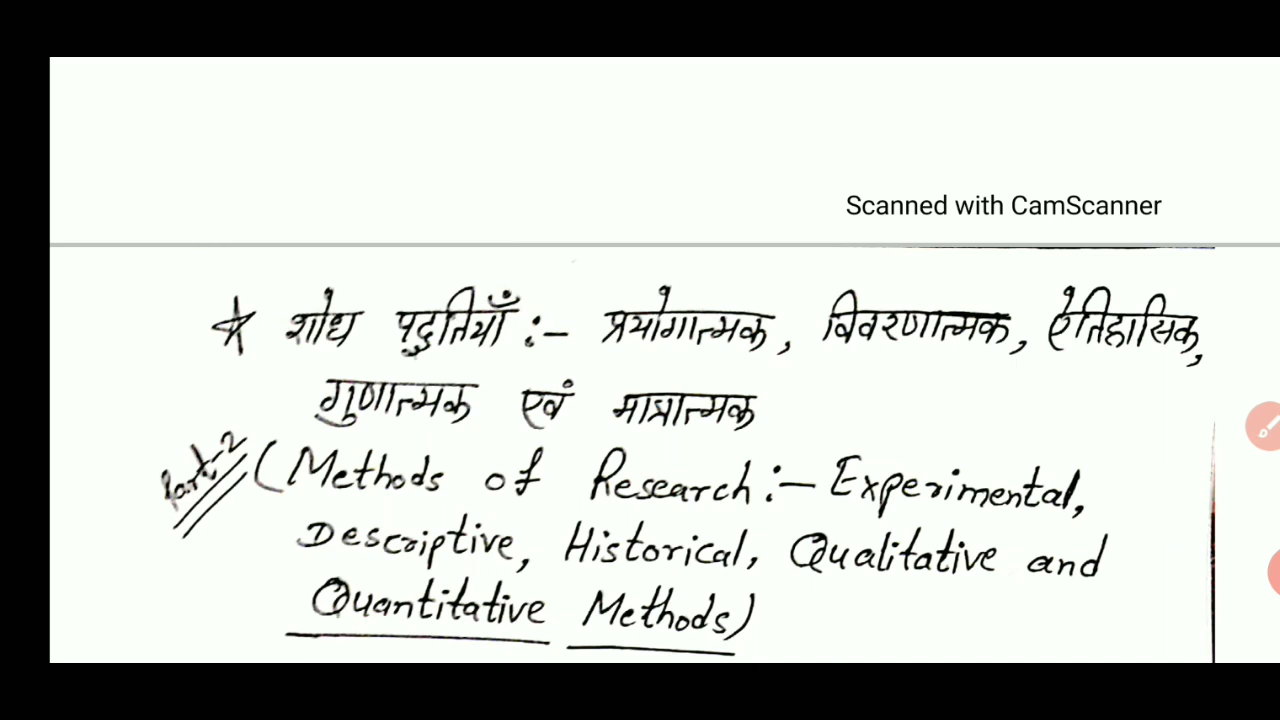 Scanned with CamScanner
☆ शोध पद्धतियाँ :- प्रयोगात्मक, विवरणात्मक, ऐतिहासिक,
गुणात्मक एवं मात्रात्मक
Part-2
(Methods of Research :- Experimental,
Descriptive, Historical, Qualitative and
Quantitative Methods)